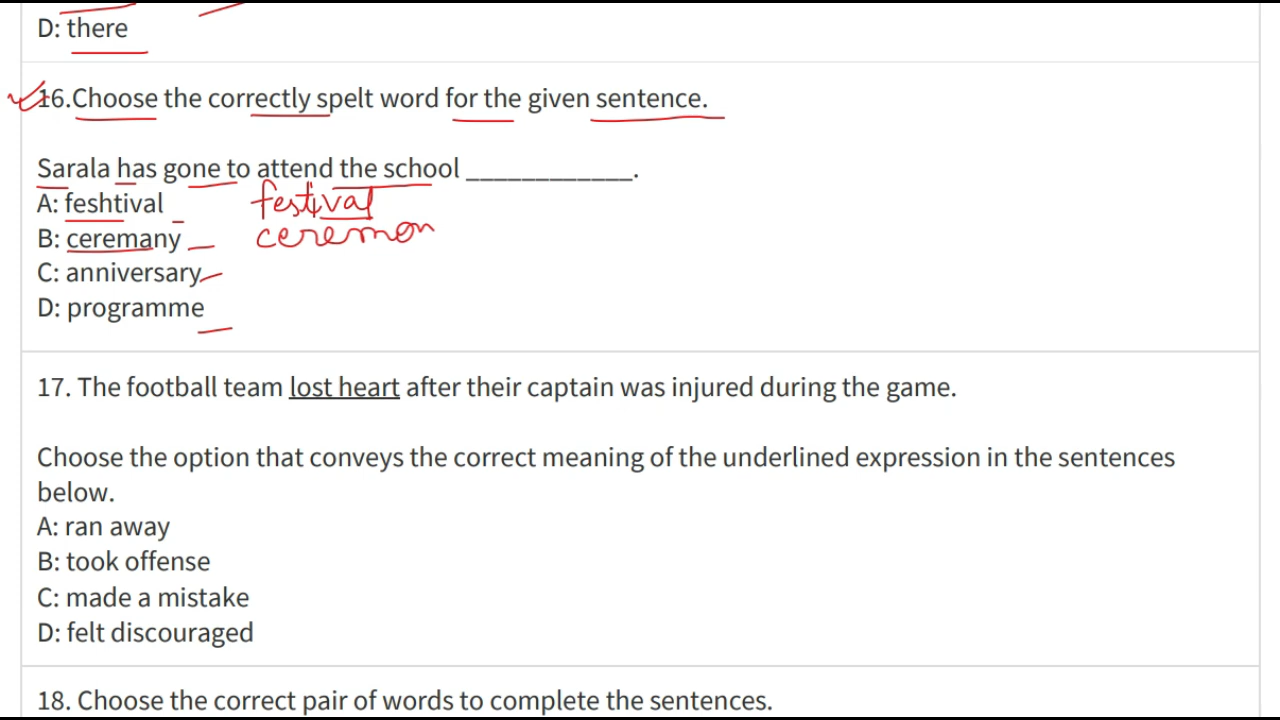 D: there
16.Choose the correctly spelt word for the given sentence.
Sarala has gone to attend the school ____________.
A: feshtival festival
B: ceremany ceremon
C: anniversary
D: programme
17. The football team lost heart after their captain was injured during the game.
Choose the option that conveys the correct meaning of the underlined expression in the sentences
below.
A: ran away
B: took offense
C: made a mistake
D: felt discouraged
18. Choose the correct pair of words to complete the sentences.